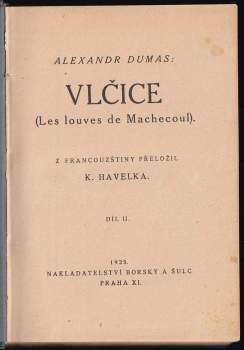 ALEXANDR DUMAS:
VLČICE
(Les louves de Machecoul).
Z FRANCOUZŠTINY PŘELOŽIL
K. HAVELKA.
DÍL II.
1925.
NAKLADATELSTVÍ BORSKÝ A ŠULC
PRAHA XI.